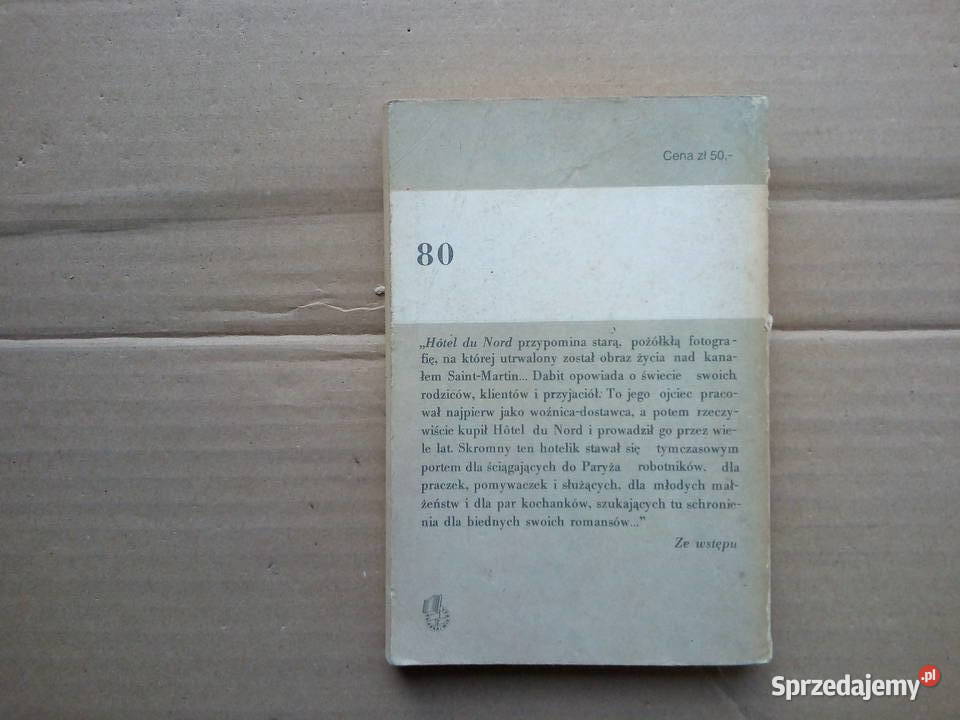 Cena zł 50,-
80
„Hôtel du Nord przypomina starą, pożółkłą fotogra-
fię, na której utrwalony został obraz życia nad kana-
łem Saint-Martin... Dabit opowiada o świecie swoich
rodziców, klientów i przyjaciół. To jego ojciec praco-
wał najpierw jako woźnica-dostawca, a potem rzeczy-
wiście kupił Hôtel du Nord i prowadził go przez wie-
le lat. Skromny ten hotelik stawał się tymczasowym
portem dla ściągających do Paryża robotników, dla
praczek, pomywaczek i służących, dla młodych mał-
żeństw i dla par kochanków, szukających tu schronie-
nia dla biednych swoich romansów..."
Ze wstępu
Sprzedajemy.pl